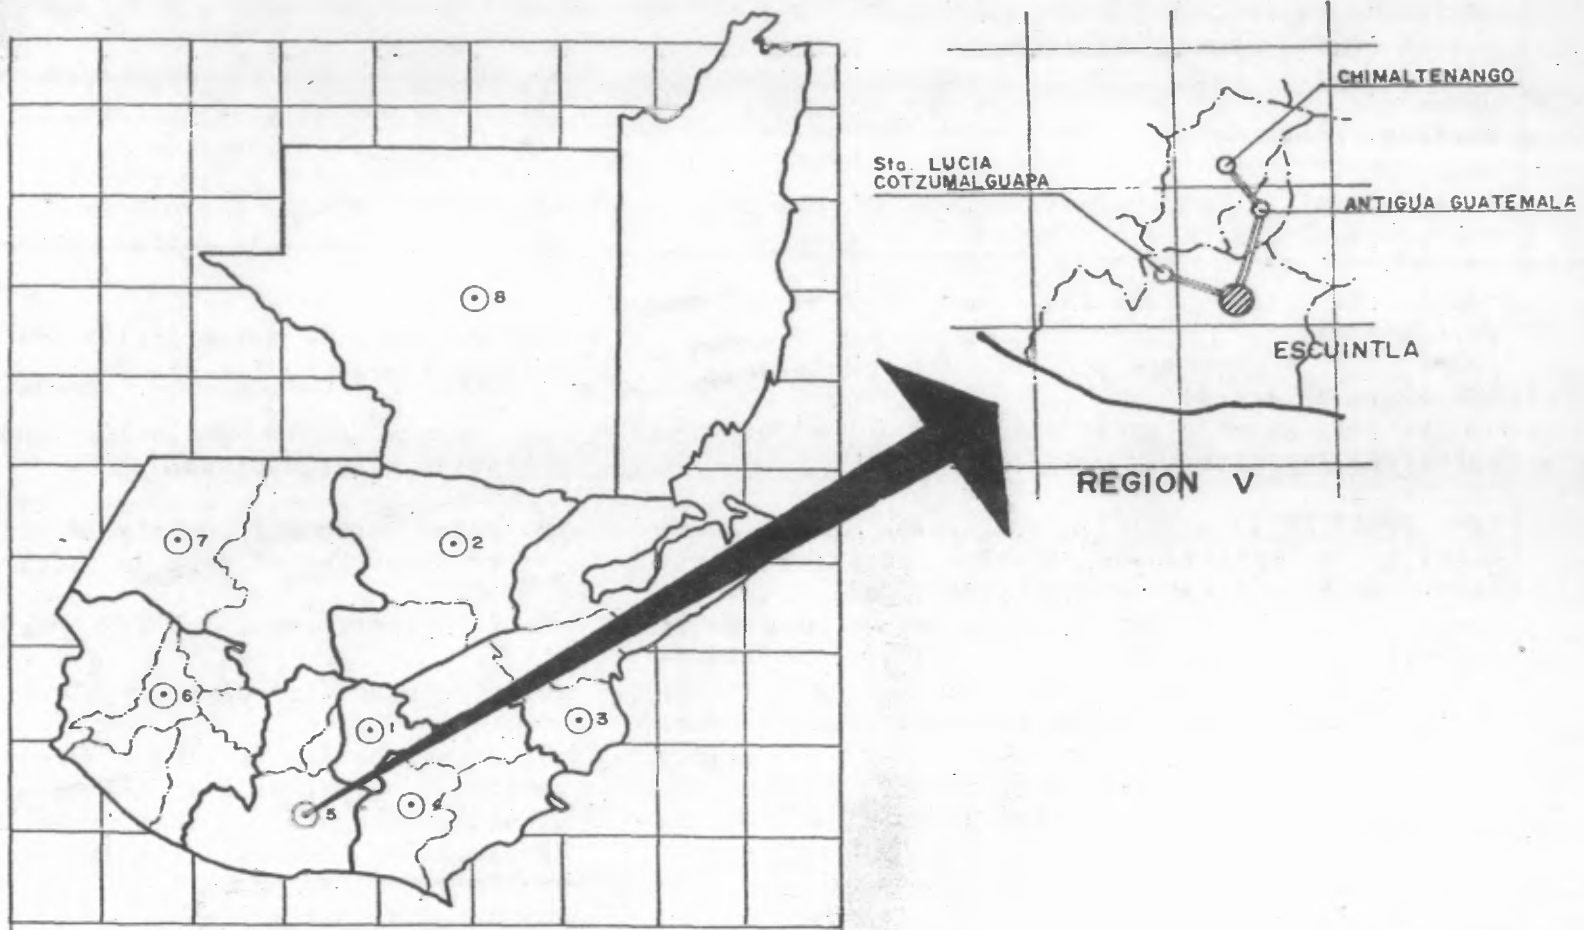 CHIMALTENANGO
Sta. LUCIA
COTZUMALGUAPA
ANTIGUA GUATEMALA
ESCUINTLA
REGION V
8
7
2
6
1
3
5
4